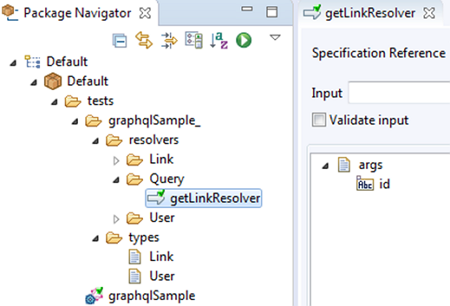 Package Navigator
Default
Default
tests
graphqlSample_
resolvers
Link
Query
getLinkResolver
User
types
Link
User
graphqlSample
getLinkResolver
Specification Reference
Input
Validate input
args
Abc id